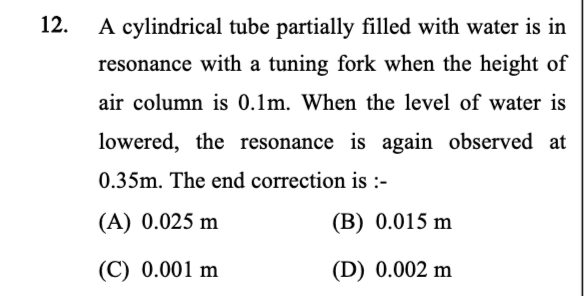 12. A cylindrical tube partially filled with water is in
resonance with a tuning fork when the height of
air column is 0.1m. When the level of water is
lowered, the resonance is again observed at
0.35m. The end correction is :-
(A) 0.025 m (B) 0.015 m
(C) 0.001 m (D) 0.002 m